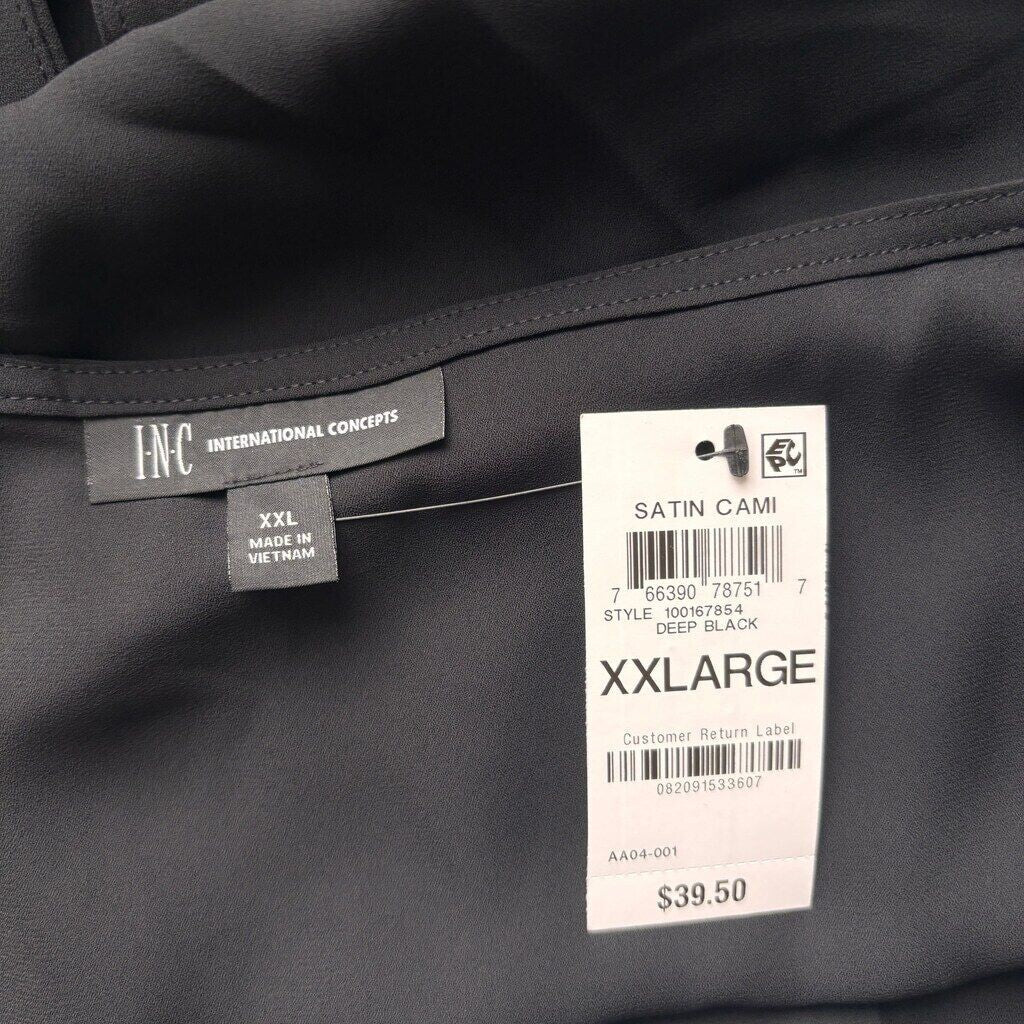 I·N·C INTERNATIONAL CONCEPTS
XXL
MADE IN
VIETNAM
EPC™
SATIN CAMI
7 66390 78751 7
STYLE 100167854
DEEP BLACK
XXLARGE
Customer Return Label
082091533607
AA04-001
$39.50